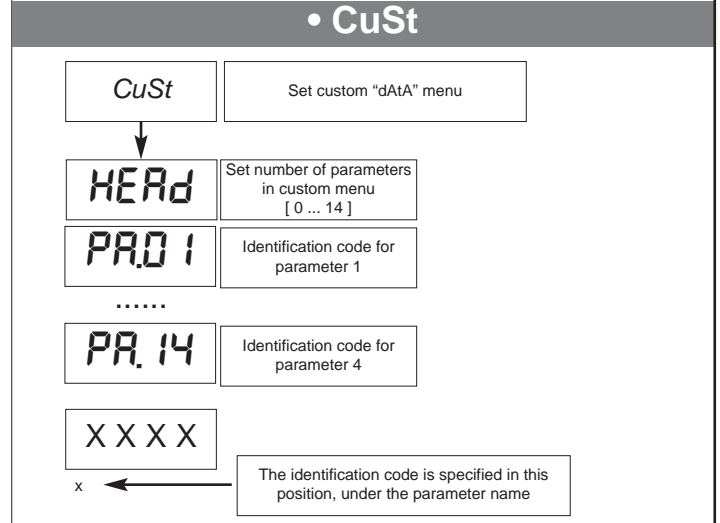 • CuSt
CuSt
Set custom “dAtA” menu
HEAd
Set number of parameters
in custom menu
[ 0 ... 14 ]
PA.01
Identification code for
parameter 1
......
PA.14
Identification code for
parameter 4
X X X X
x
The identification code is specified in this
position, under the parameter name